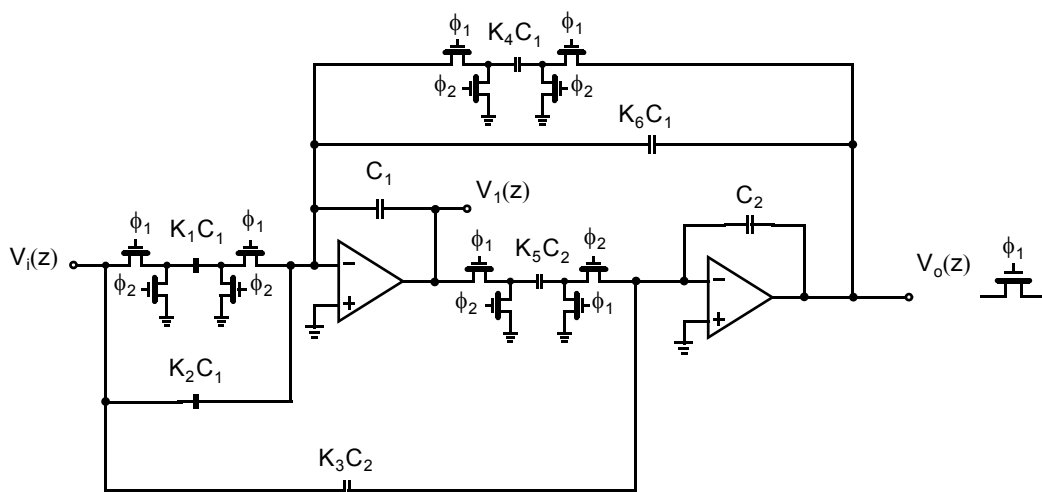 ϕ₁ K₄C₁ ϕ₁
ϕ₂ ϕ₂
K₆C₁
C₁ V₁(z) C₂
ϕ₁ K₁C₁ ϕ₁
Vᵢ(z) − ϕ₁ K₅C₂ ϕ₂ − Vₒ(z) ϕ₁
ϕ₂ ϕ₂ + ϕ₂ ϕ₁ +
K₂C₁
K₃C₂